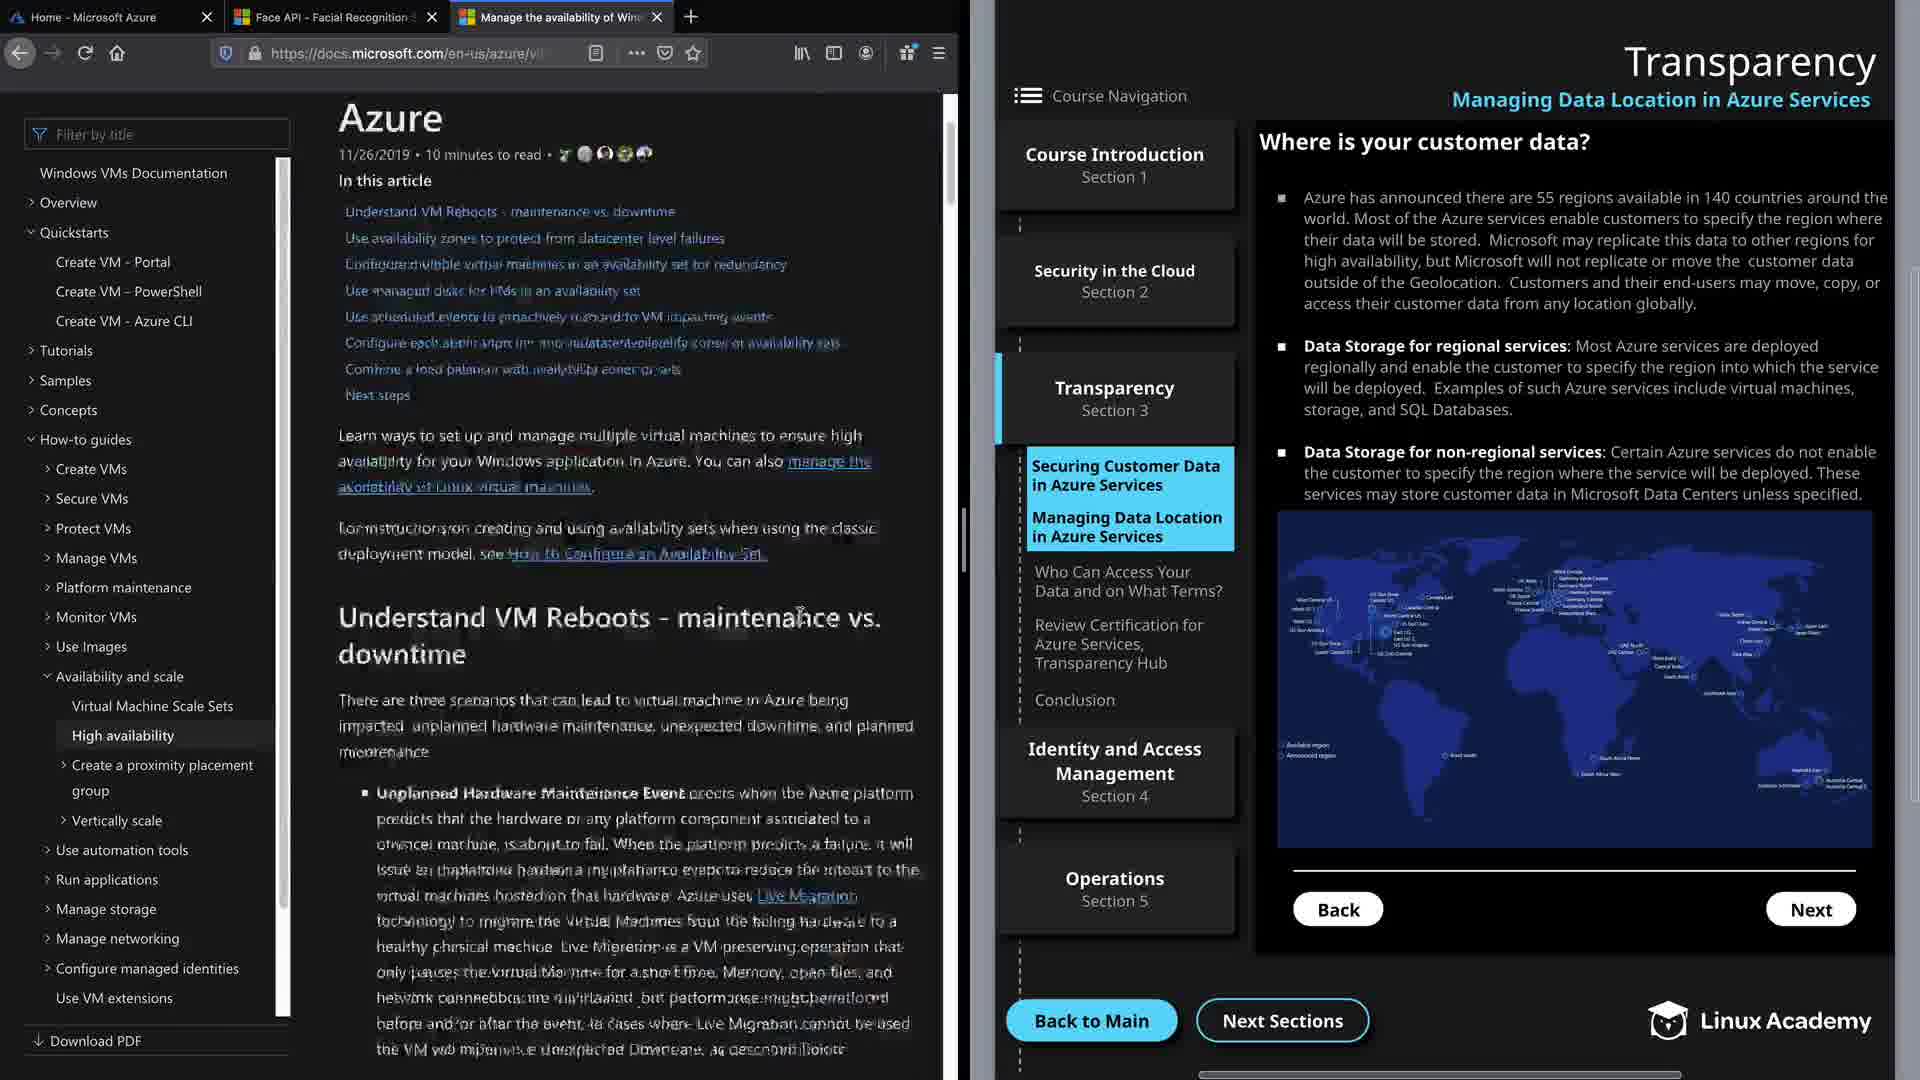 Home - Microsoft Azure
Face API - Facial Recognition S
Manage the availability of Wind
https://docs.microsoft.com/en-us/azure/vi
Filter by title
Windows VMs Documentation
Overview
Quickstarts
Create VM - Portal
Create VM - PowerShell
Create VM - Azure CLI
Tutorials
Samples
Concepts
How-to guides
Create VMs
Secure VMs
Protect VMs
Manage VMs
Platform maintenance
Monitor VMs
Use Images
Availability and scale
Virtual Machine Scale Sets
High availability
Create a proximity placement
group
Vertically scale
Use automation tools
Run applications
Manage storage
Manage networking
Configure managed identities
Use VM extensions
Download PDF
Azure
11/26/2019 • 10 minutes to read •
In this article
Understand VM Reboots - maintenance vs. downtime
Use availability zones to protect from datacenter level failures
Configure multiple virtual machines in an availability set for redundancy
Use managed disks for VMs in an availability set
Use scheduled events to proactively respond to VM impacting events
Configure each application tier into separate availability zones or availability sets
Combine a load balancer with availability zones or sets
Next steps
Learn ways to set up and manage multiple virtual machines to ensure high
availability for your Windows application in Azure. You can also manage the
availability of Linux virtual machines.
For instructions on creating and using availability sets when using the classic
deployment model, see How to Configure an Availability Set.
Understand VM Reboots - maintenance vs.
downtime
There are three scenarios that can lead to virtual machine in Azure being
impacted: unplanned hardware maintenance, unexpected downtime, and planned
maintenance.
Unplanned Hardware Maintenance Event occurs when the Azure platform
predicts that the hardware or any platform component associated to a
physical machine, is about to fail. When the platform predicts a failure, it will
issue an unplanned hardware maintenance event to reduce the impact to the
virtual machines hosted on that hardware. Azure uses Live Migration
technology to migrate the Virtual Machines from the failing hardware to a
healthy physical machine. Live Migration is a VM preserving operation that
only pauses the Virtual Machine for a short time. Memory, open files, and
network connections are maintained, but performance might be reduced
before and/or after the event. In cases where Live Migration cannot be used,
the VM will experience Unexpected Downtime, as described below.
Course Navigation
Course Introduction
Section 1
Security in the Cloud
Section 2
Transparency
Section 3
Securing Customer Data
in Azure Services
Managing Data Location
in Azure Services
Who Can Access Your
Data and on What Terms?
Review Certification for
Azure Services,
Transparency Hub
Conclusion
Identity and Access
Management
Section 4
Operations
Section 5
Back to Main
Next Sections
Transparency
Managing Data Location in Azure Services
Where is your customer data?
Azure has announced there are 55 regions available in 140 countries around the
world. Most of the Azure services enable customers to specify the region where
their data will be stored. Microsoft may replicate this data to other regions for
high availability, but Microsoft will not replicate or move the customer data
outside of the Geolocation. Customers and their end-users may move, copy, or
access their customer data from any location globally.
Data Storage for regional services: Most Azure services are deployed
regionally and enable the customer to specify the region into which the service
will be deployed. Examples of such Azure services include virtual machines,
storage, and SQL Databases.
Data Storage for non-regional services: Certain Azure services do not enable
the customer to specify the region where the service will be deployed. These
services may store customer data in Microsoft Data Centers unless specified.
Available region
Announced region
Back
Next
Linux Academy